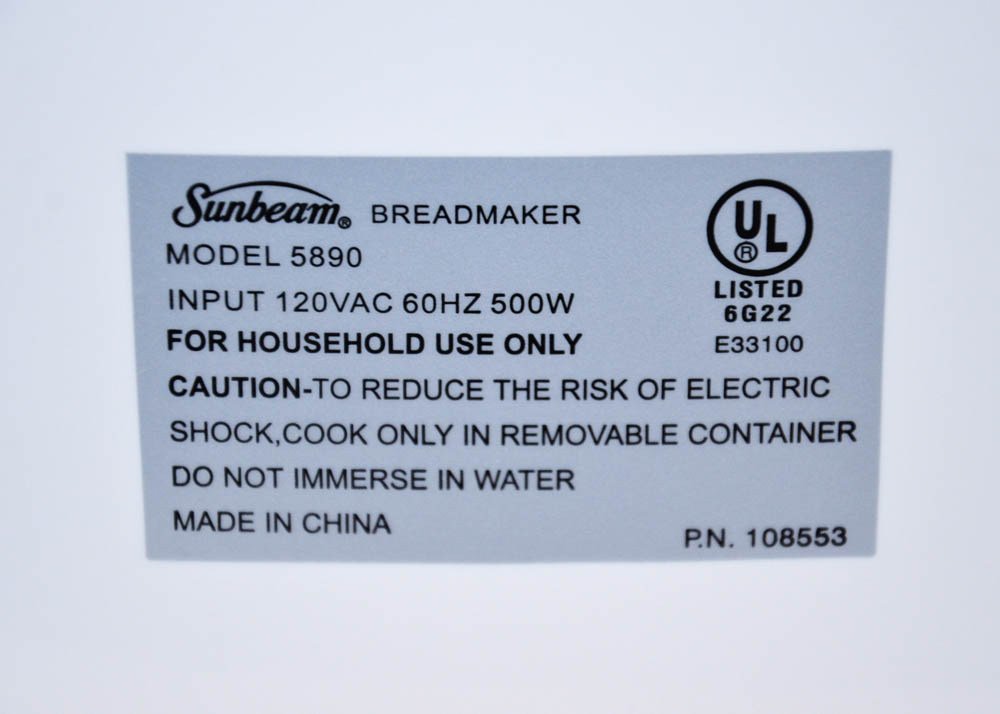 Sunbeam® BREADMAKER
MODEL 5890
INPUT 120VAC 60HZ 500W
FOR HOUSEHOLD USE ONLY
CAUTION-TO REDUCE THE RISK OF ELECTRIC
SHOCK,COOK ONLY IN REMOVABLE CONTAINER
DO NOT IMMERSE IN WATER
MADE IN CHINA
UL®
LISTED
6G22
E33100
P.N. 108553